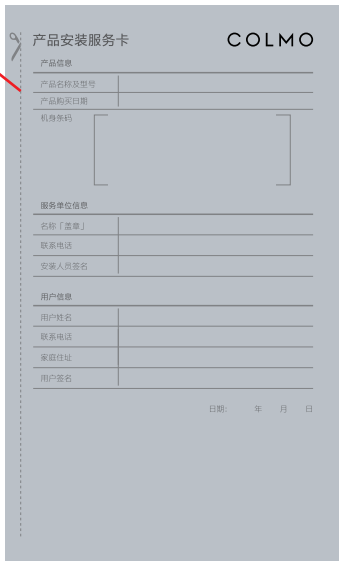 产品安装服务卡 COLMO
产品信息
产品名称及型号
产品购买日期
机身条码
服务单位信息
名称「盖章」
联系电话
安装人员签名
用户信息
用户姓名
联系电话
家庭住址
用户签名
日期: 年 月 日